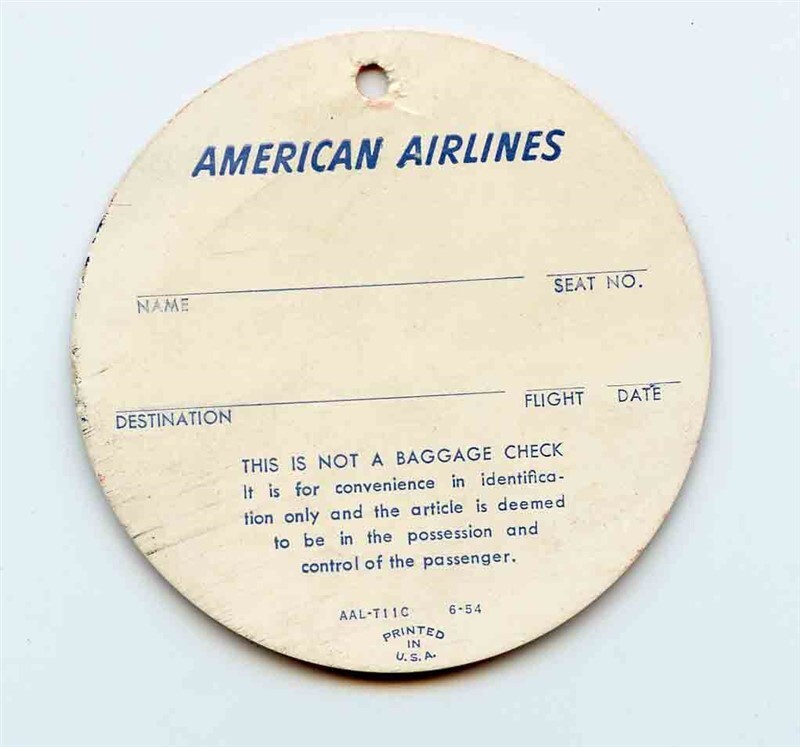 AMERICAN AIRLINES
NAME SEAT NO.
DESTINATION FLIGHT DATE
THIS IS NOT A BAGGAGE CHECK
It is for convenience in identifica-
tion only and the article is deemed
to be in the possession and
control of the passenger.
AAL-T11C 6-54
PRINTED
IN
U.S.A.